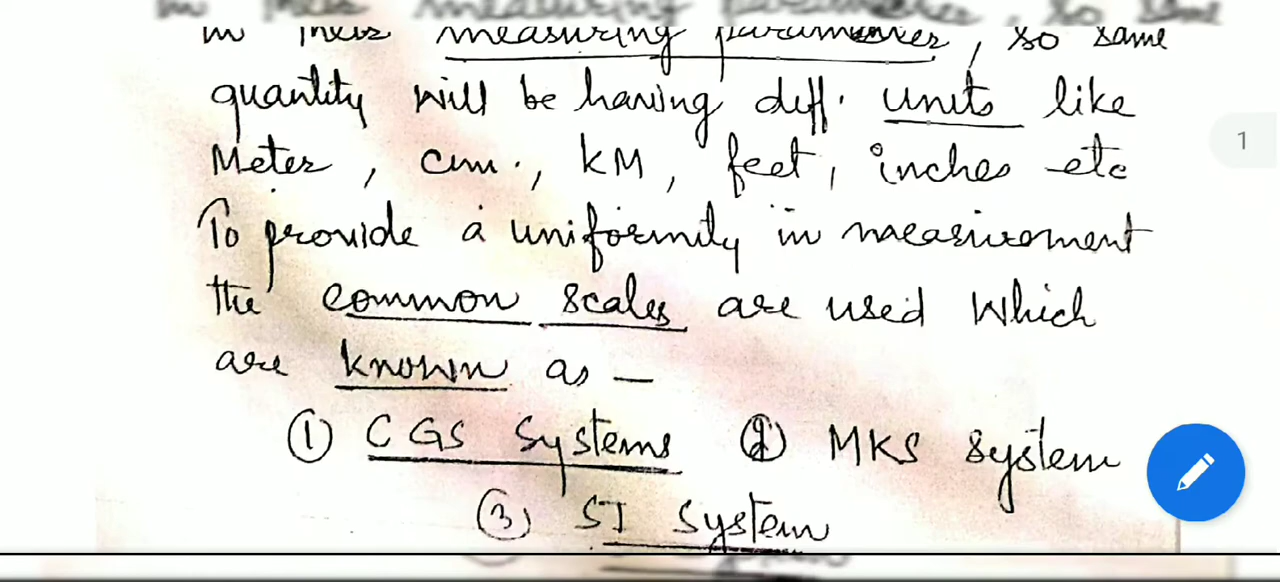 in their measuring parameters, so same
quantity will be having diff. units like
Meter, cm., KM, feet, inches etc
To provide a uniformity in measurement
the common scales are used Which
are known as —
① CGS Systems ② MKS System
③ SI System
1